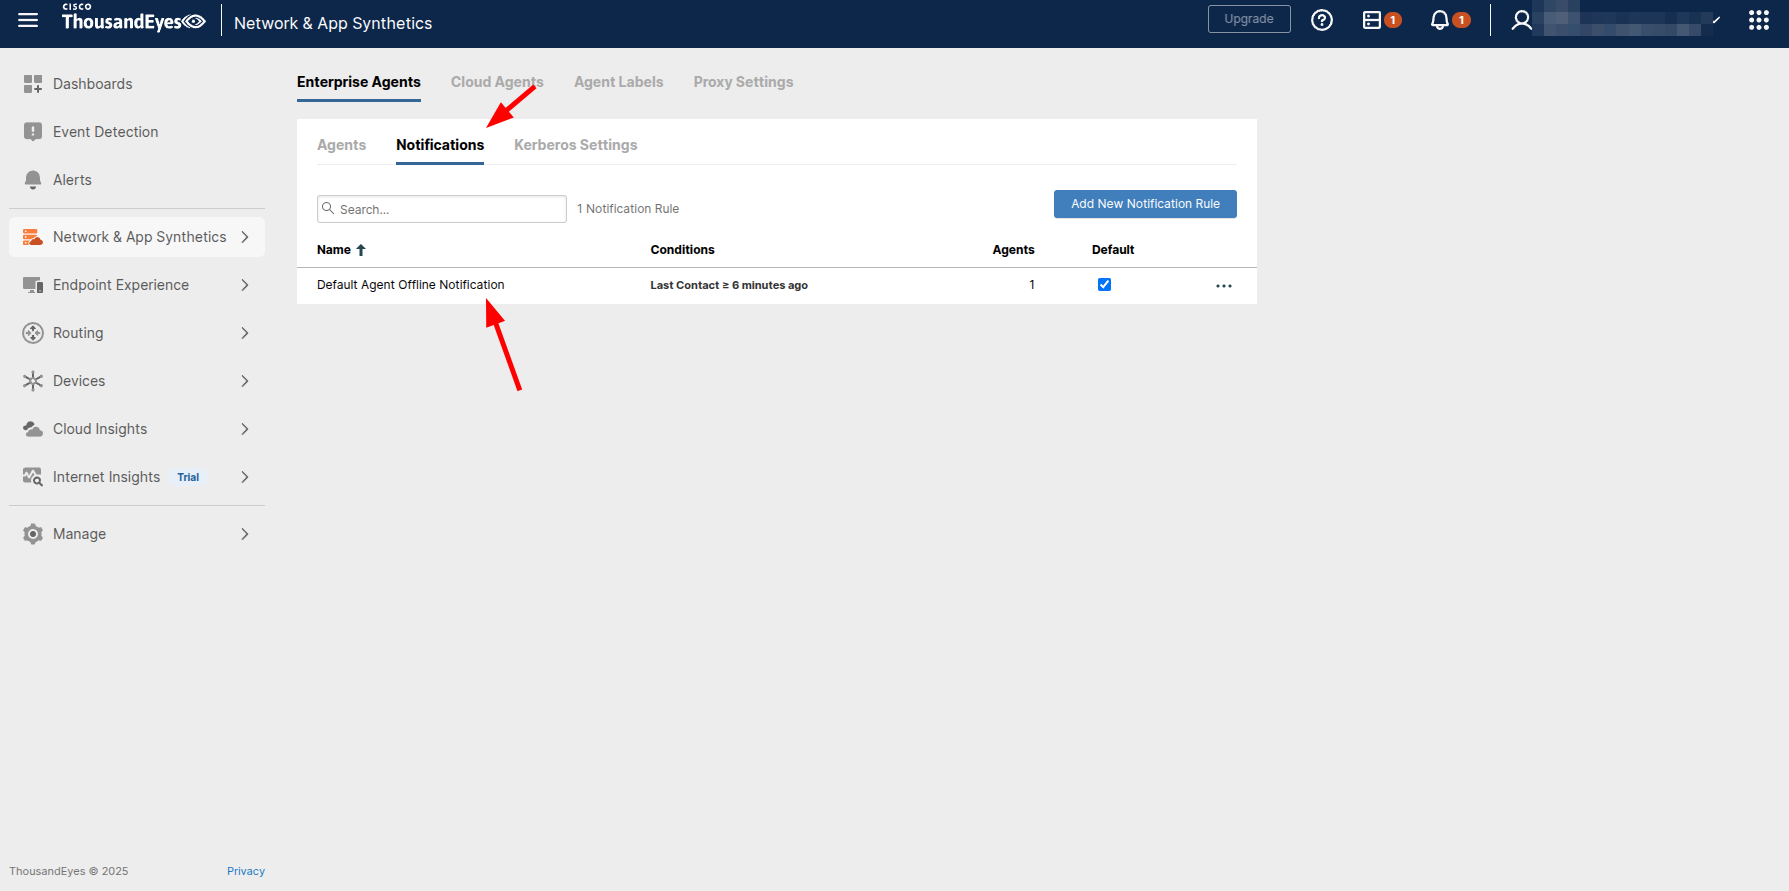 CISCO
ThousandEyes
Network & App Synthetics
Upgrade
1
1
Dashboards
Event Detection
Alerts
Network & App Synthetics
Endpoint Experience
Routing
Devices
Cloud Insights
Internet Insights Trial
Manage
Enterprise Agents Cloud Agents Agent Labels Proxy Settings
Agents Notifications Kerberos Settings
Search... 1 Notification Rule Add New Notification Rule
Name Conditions Agents Default
Default Agent Offline Notification Last Contact ≥ 6 minutes ago 1
ThousandEyes © 2025 Privacy